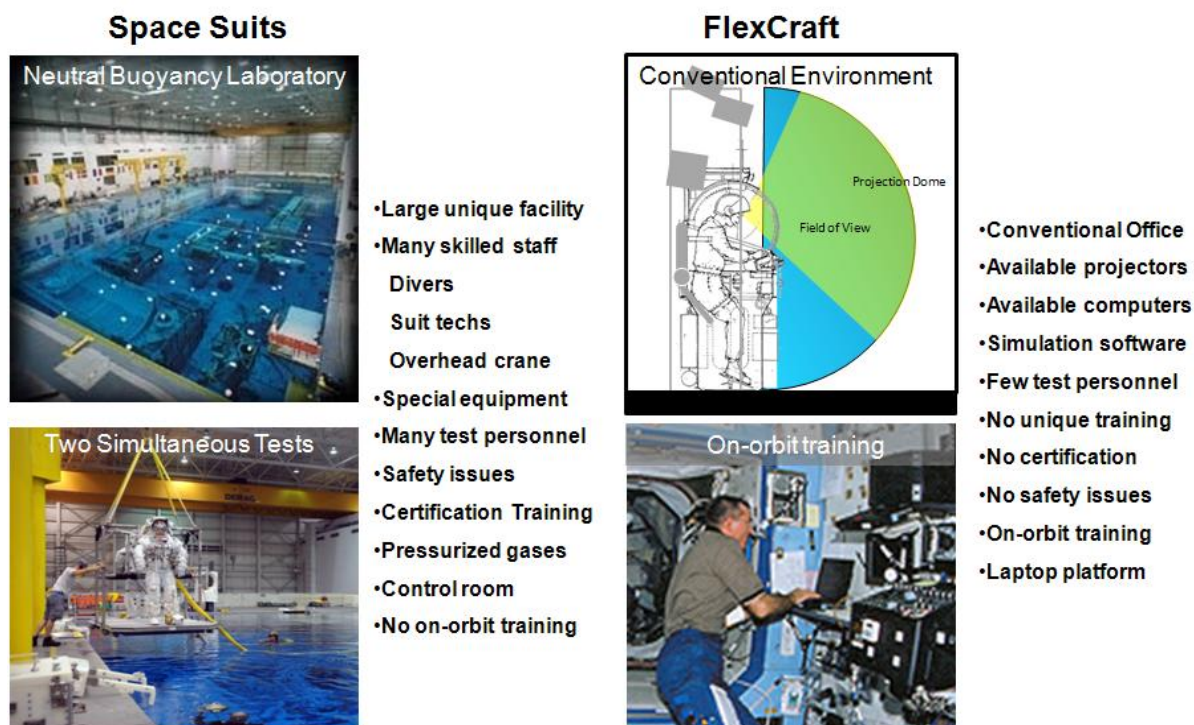 Space Suits
Neutral Buoyancy Laboratory
•Large unique facility
•Many skilled staff
Divers
Suit techs
Overhead crane
•Special equipment
•Many test personnel
•Safety issues
•Certification Training
•Pressurized gases
•Control room
•No on-orbit training
Two Simultaneous Tests
DEMAG
FlexCraft
Conventional Environment
Projection Dome
Field of View
On-orbit training
•Conventional Office
•Available projectors
•Available computers
•Simulation software
•Few test personnel
•No unique training
•No certification
•No safety issues
•On-orbit training
•Laptop platform